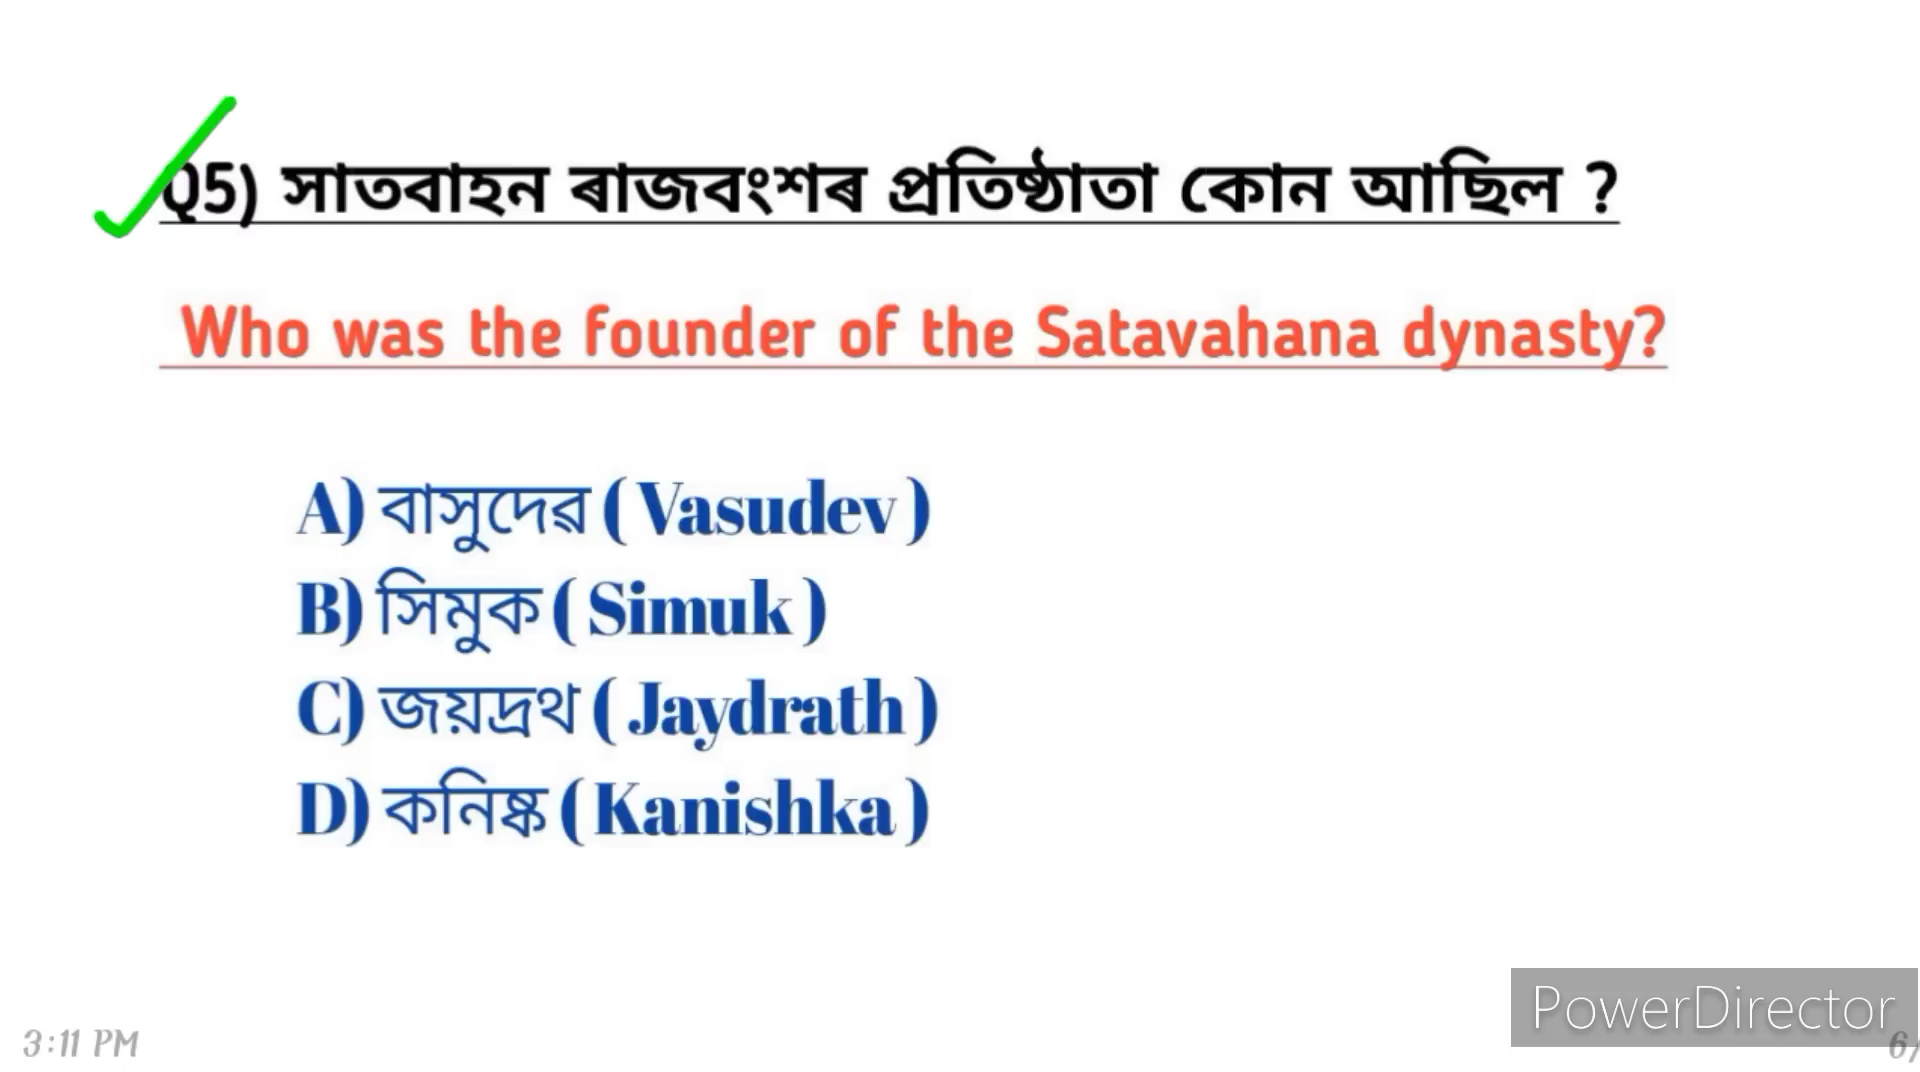 Q5) সাতবাহন ৰাজবংশৰ প্ৰতিষ্ঠাতা কোন আছিল ?
Who was the founder of the Satavahana dynasty?
A) বাসুদেৱ ( Vasudev )
B) সিমুক ( Simuk )
C) জয়দ্ৰথ ( Jaydrath )
D) কনিষ্ক ( Kanishka )
PowerDirector
3:11 PM
6/